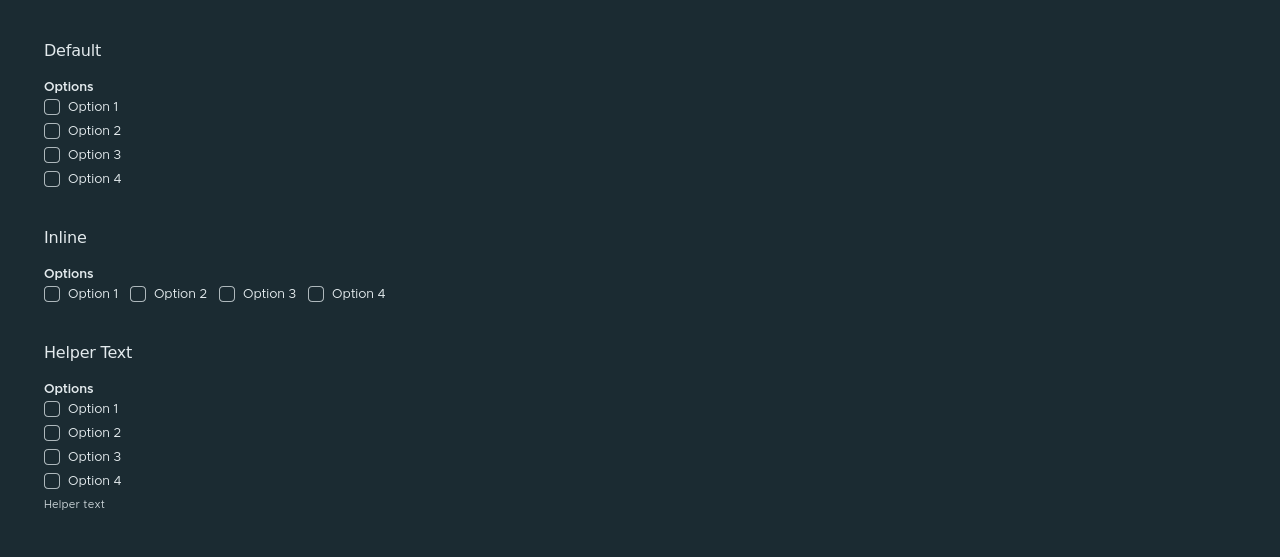 Default
Options
Option 1
Option 2
Option 3
Option 4
Inline
Options
Option 1 Option 2 Option 3 Option 4
Helper Text
Options
Option 1
Option 2
Option 3
Option 4
Helper text